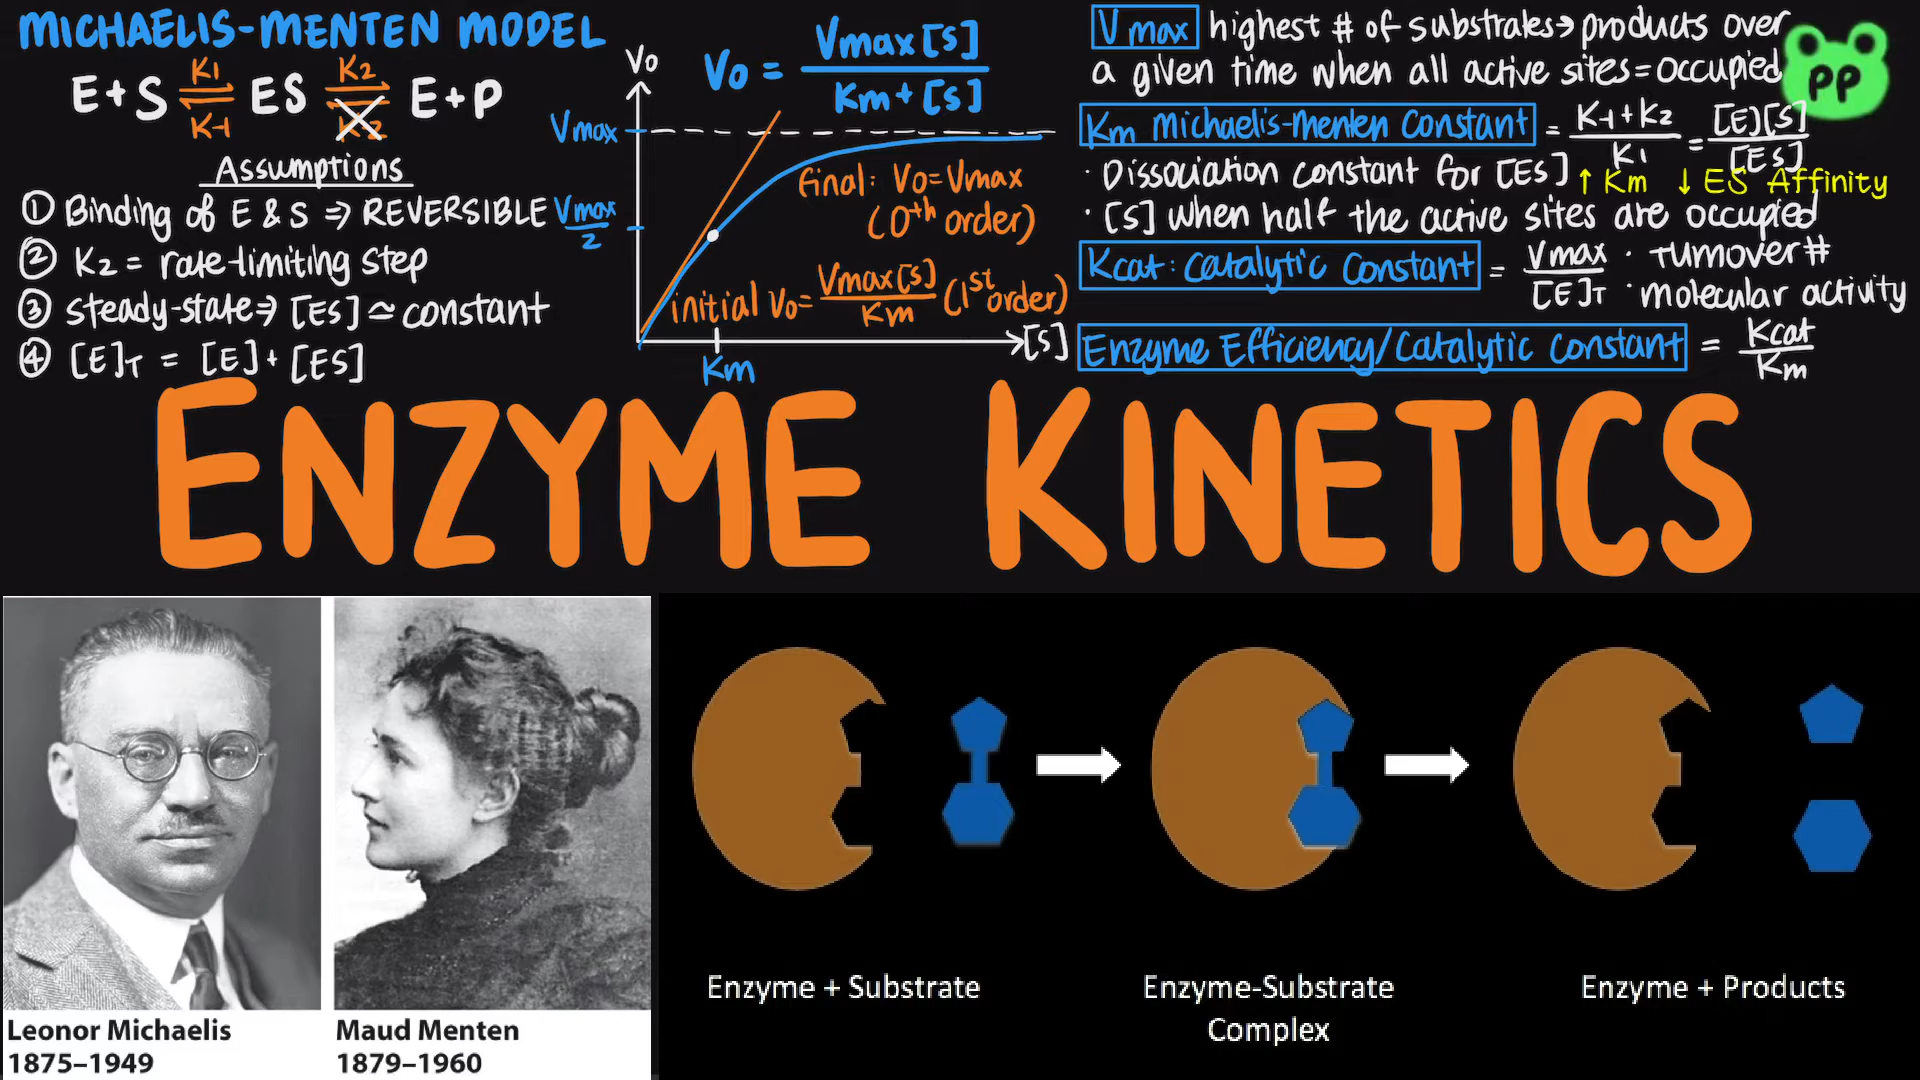 MICHAELIS-MENTEN MODEL
E+S K1 K-1 ES K2 K-2 E+P
Assumptions
① Binding of E & S ⇒ REVERSIBLE
② K2 = rate-limiting step
③ steady-state ⇒ [ES] ≃ constant
④ [E]T = [E] + [ES]
Vo
Vo = Vmax[S] / Km + [S]
Vmax
Vmax/2
final: Vo = Vmax
(0th order)
initial Vo = Vmax[S] / Km (1st order)
[S]
Km
Vmax highest # of substrates → products over
a given time when all active sites = occupied
PP
Km Michaelis-Menten Constant = K-1 + K2 / K1 = [E][S] / [ES]
· Dissociation constant for [ES] ↑ Km ↓ ES Affinity
· [S] when half the active sites are occupied
Kcat: Catalytic Constant = Vmax / [E]T · Turnover #
· molecular activity
Enzyme Efficiency/Catalytic Constant = Kcat / Km
ENZYME KINETICS
Leonor Michaelis
1875–1949
Maud Menten
1879–1960
Enzyme + Substrate
Enzyme-Substrate
Complex
Enzyme + Products